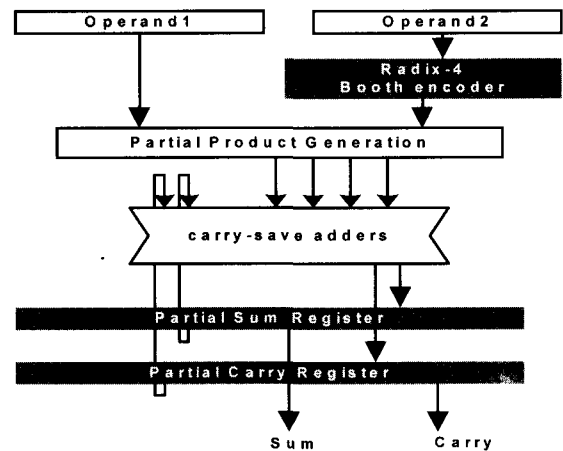 Operand1
Operand2
Radix-4
Booth encoder
Partial Product Generation
carry-save adders
Partial Sum Register
Partial Carry Register
Sum
Carry